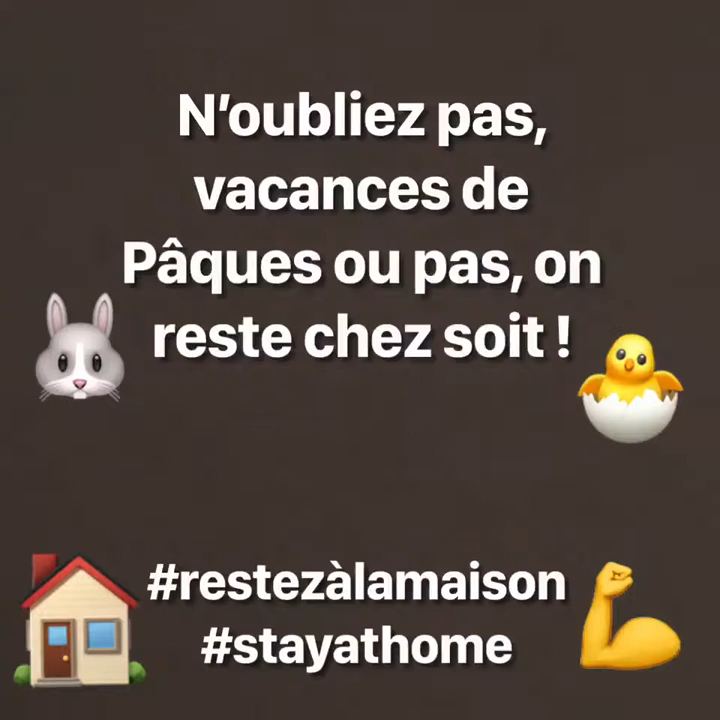 N’oubliez pas,
vacances de
Pâques ou pas, on
reste chez soit !
#restezàlamaison
#stayathome